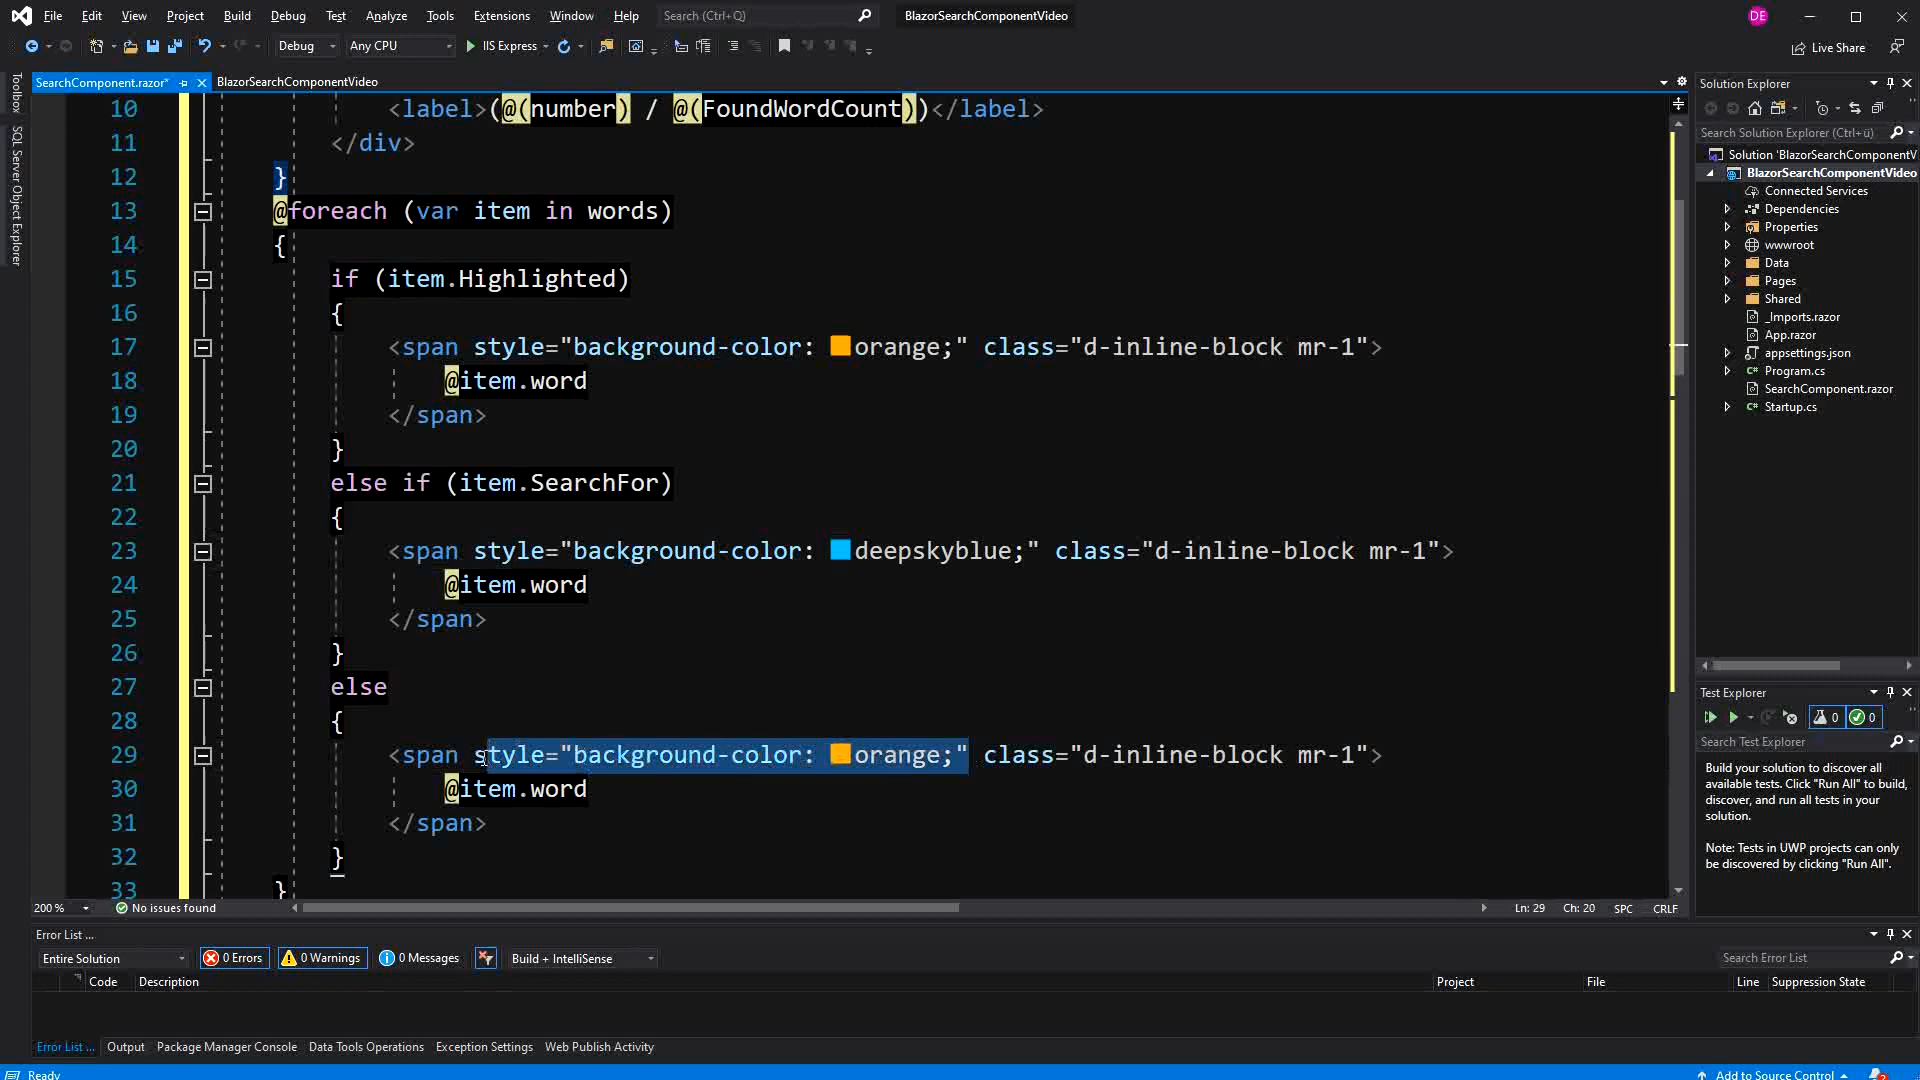 File Edit View Project Build Debug Test Analyze Tools Extensions Window Help Search (Ctrl+Q) BlazorSearchComponentVideo DE
Debug Any CPU IIS Express Live Share
SearchComponent.razor* BlazorSearchComponentVideo
Toolbox
SQL Server Object Explorer
10 <label>(@(number) / @(FoundWordCount))</label>
11 </div>
12 }
13 @foreach (var item in words)
14 {
15 if (item.Highlighted)
16 {
17 <span style="background-color: orange;" class="d-inline-block mr-1">
18 @item.word
19 </span>
20 }
21 else if (item.SearchFor)
22 {
23 <span style="background-color: deepskyblue;" class="d-inline-block mr-1">
24 @item.word
25 </span>
26 }
27 else
28 {
29 <span style="background-color: orange;" class="d-inline-block mr-1">
30 @item.word
31 </span>
32 }
33 }
200 % No issues found Ln: 29 Ch: 20 SPC CRLF
Solution Explorer
Search Solution Explorer (Ctrl+ü)
Solution 'BlazorSearchComponentV
BlazorSearchComponentVideo
Connected Services
Dependencies
Properties
wwwroot
Data
Pages
Shared
_Imports.razor
App.razor
appsettings.json
C# Program.cs
SearchComponent.razor
C# Startup.cs
Test Explorer
0 0
Search Test Explorer
Build your solution to discover all
available tests. Click "Run All" to build,
discover, and run all tests in your
solution.
Note: Tests in UWP projects can only
be discovered by clicking "Run All".
Error List ...
Entire Solution 0 Errors 0 Warnings 0 Messages Build + IntelliSense Search Error List
Code Description Project File Line Suppression State
Error List ... Output Package Manager Console Data Tools Operations Exception Settings Web Publish Activity
Ready Add to Source Control 2